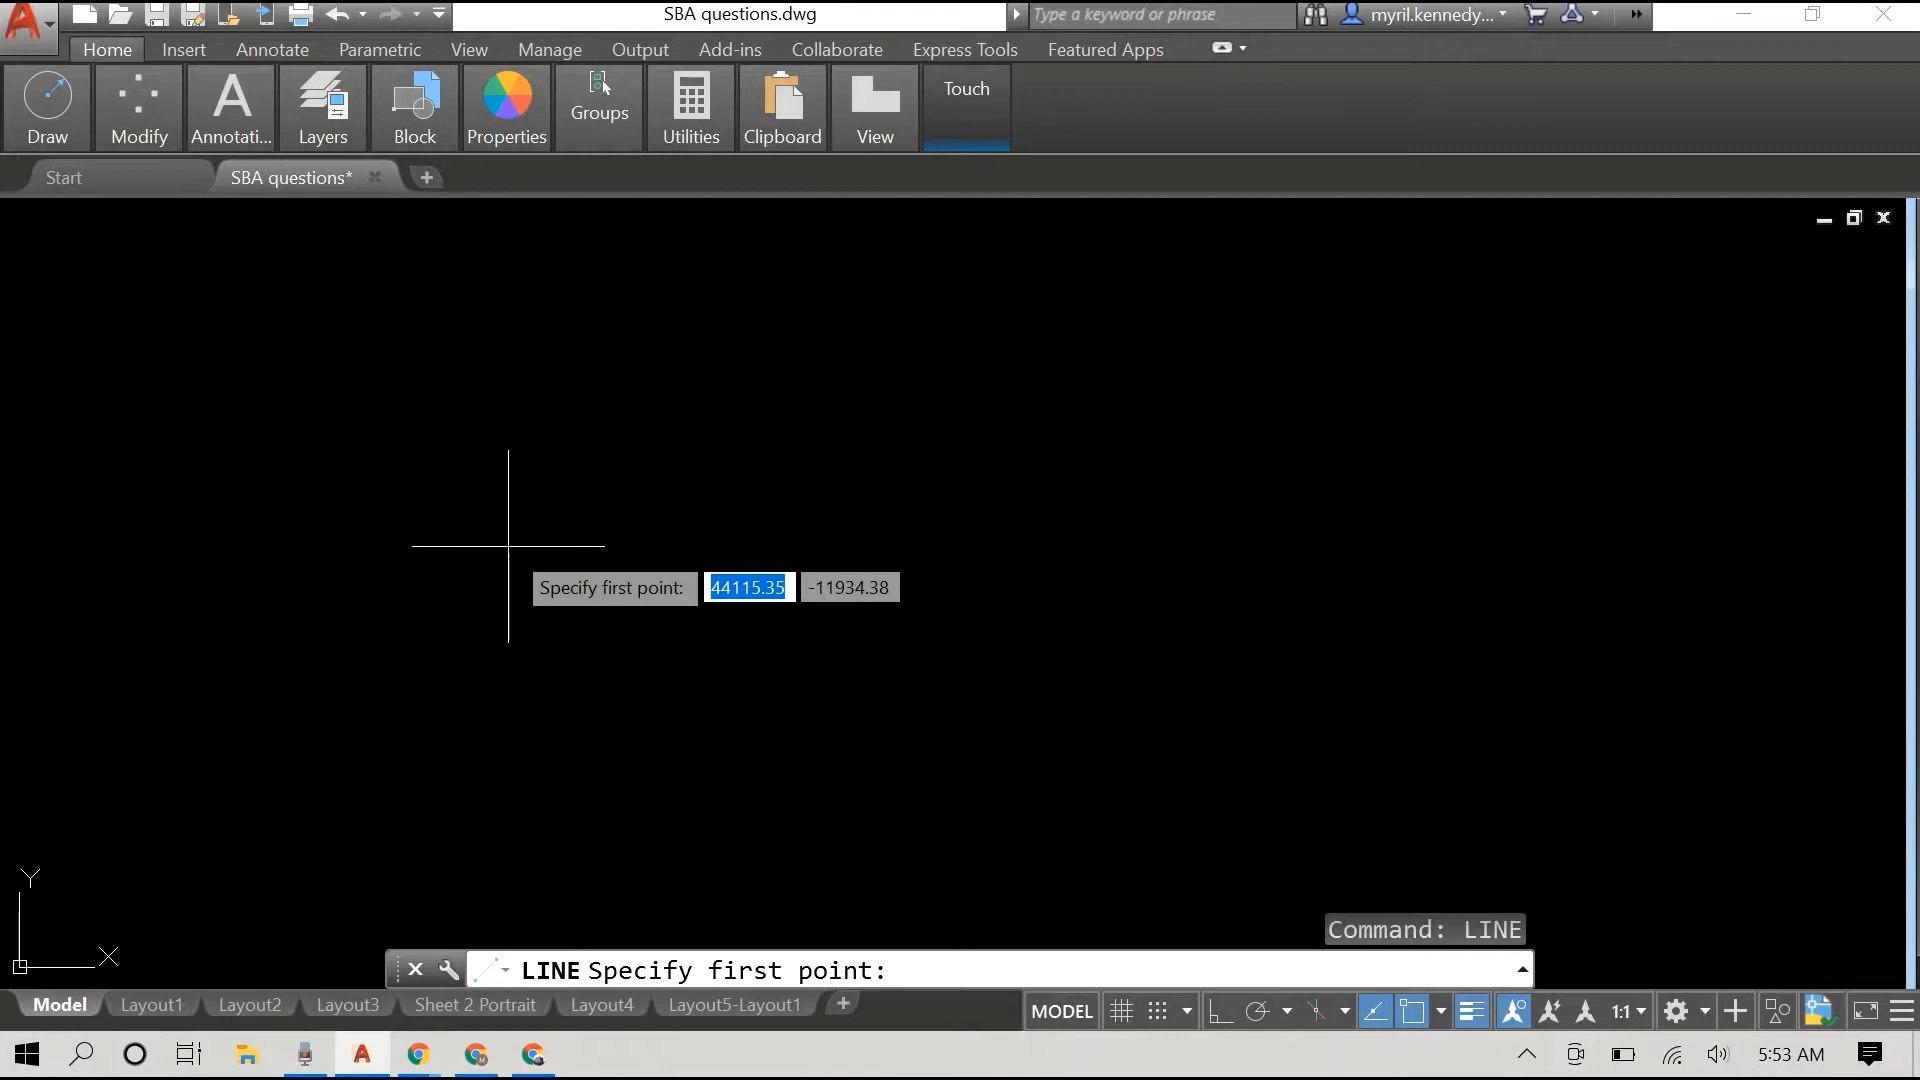 SBA questions.dwg
Type a keyword or phrase
myril.kennedy...
Home Insert Annotate Parametric View Manage Output Add-ins Collaborate Express Tools Featured Apps
Draw Modify Annotati... Layers Block Properties Groups Utilities Clipboard View Touch
Start SBA questions*
Specify first point: 44115.35 -11934.38
Y
X
Command: LINE
LINE Specify first point:
Model Layout1 Layout2 Layout3 Sheet 2 Portrait Layout4 Layout5-Layout1
MODEL 1:1
5:53 AM